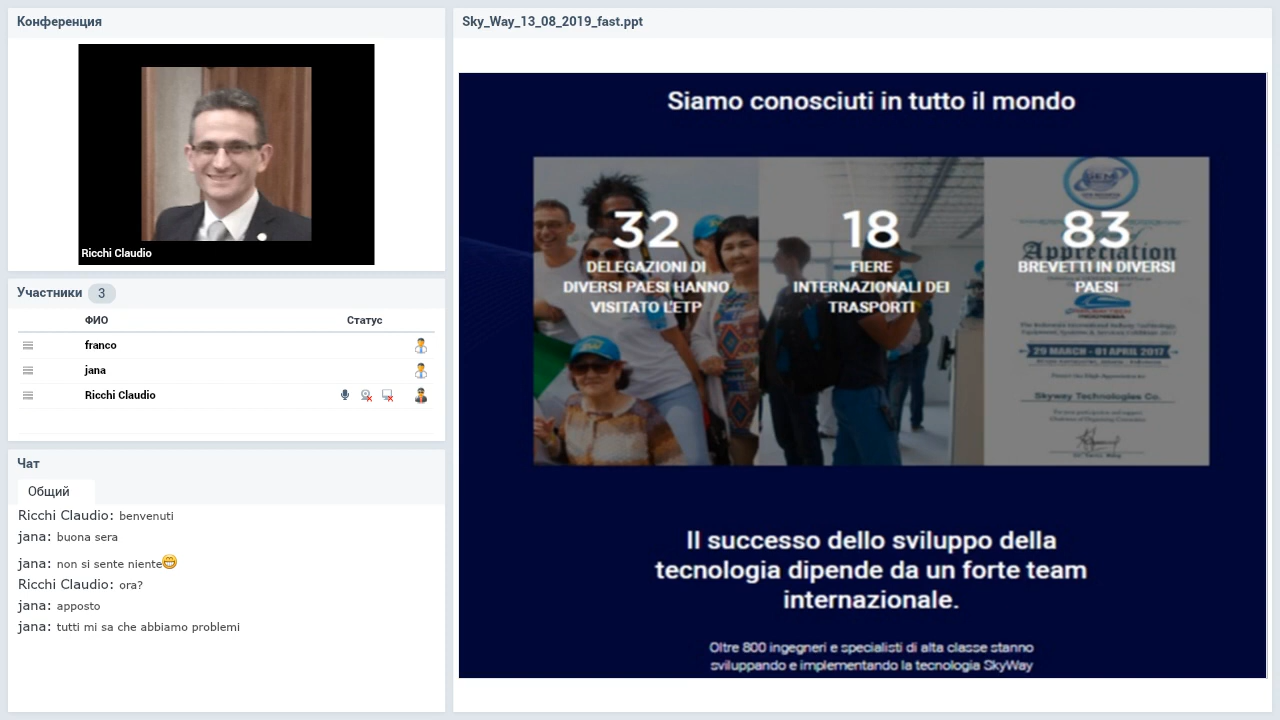 Конференция
Ricchi Claudio
Участники 3
ФИО Статус
franco
jana
Ricchi Claudio
Чат
Общий
Ricchi Claudio: benvenuti
jana: buona sera
jana: non si sente niente
Ricchi Claudio: ora?
jana: apposto
jana: tutti mi sa che abbiamo problemi
Sky_Way_13_08_2019_fast.ppt
Siamo conosciuti in tutto il mondo
32
DELEGAZIONI DI
DIVERSI PAESI HANNO
VISITATO L'ETP
18
FIERE
INTERNAZIONALI DEI
TRASPORTI
83
BREVETTI IN DIVERSI
PAESI
Appreciation
29 MARCH - 01 APRIL 2017
Skyway Technologies Co.
Il successo dello sviluppo della
tecnologia dipende da un forte team
internazionale.
Oltre 800 ingegneri e specialisti di alta classe stanno
sviluppando e implementando la tecnologia SkyWay